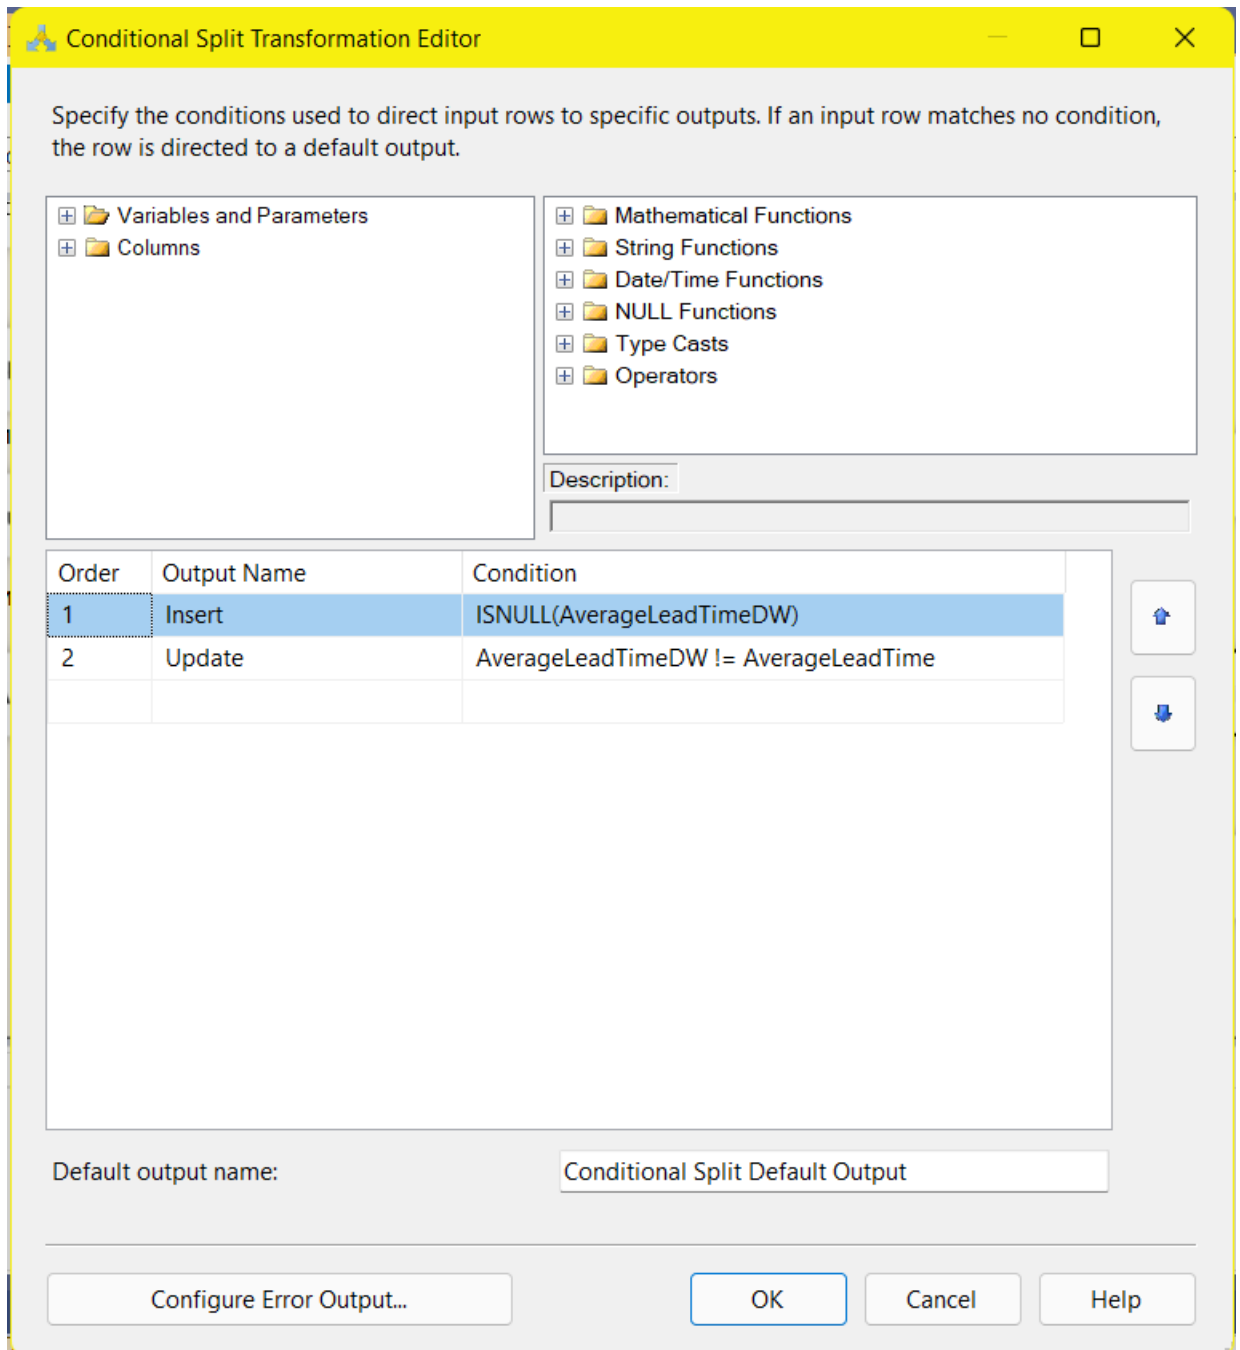 Conditional Split Transformation Editor
Specify the conditions used to direct input rows to specific outputs. If an input row matches no condition,
the row is directed to a default output.
Variables and Parameters
Columns
Mathematical Functions
String Functions
Date/Time Functions
NULL Functions
Type Casts
Operators
Description:
Order Output Name Condition
1 Insert ISNULL(AverageLeadTimeDW)
2 Update AverageLeadTimeDW != AverageLeadTime
Default output name: Conditional Split Default Output
Configure Error Output... OK Cancel Help